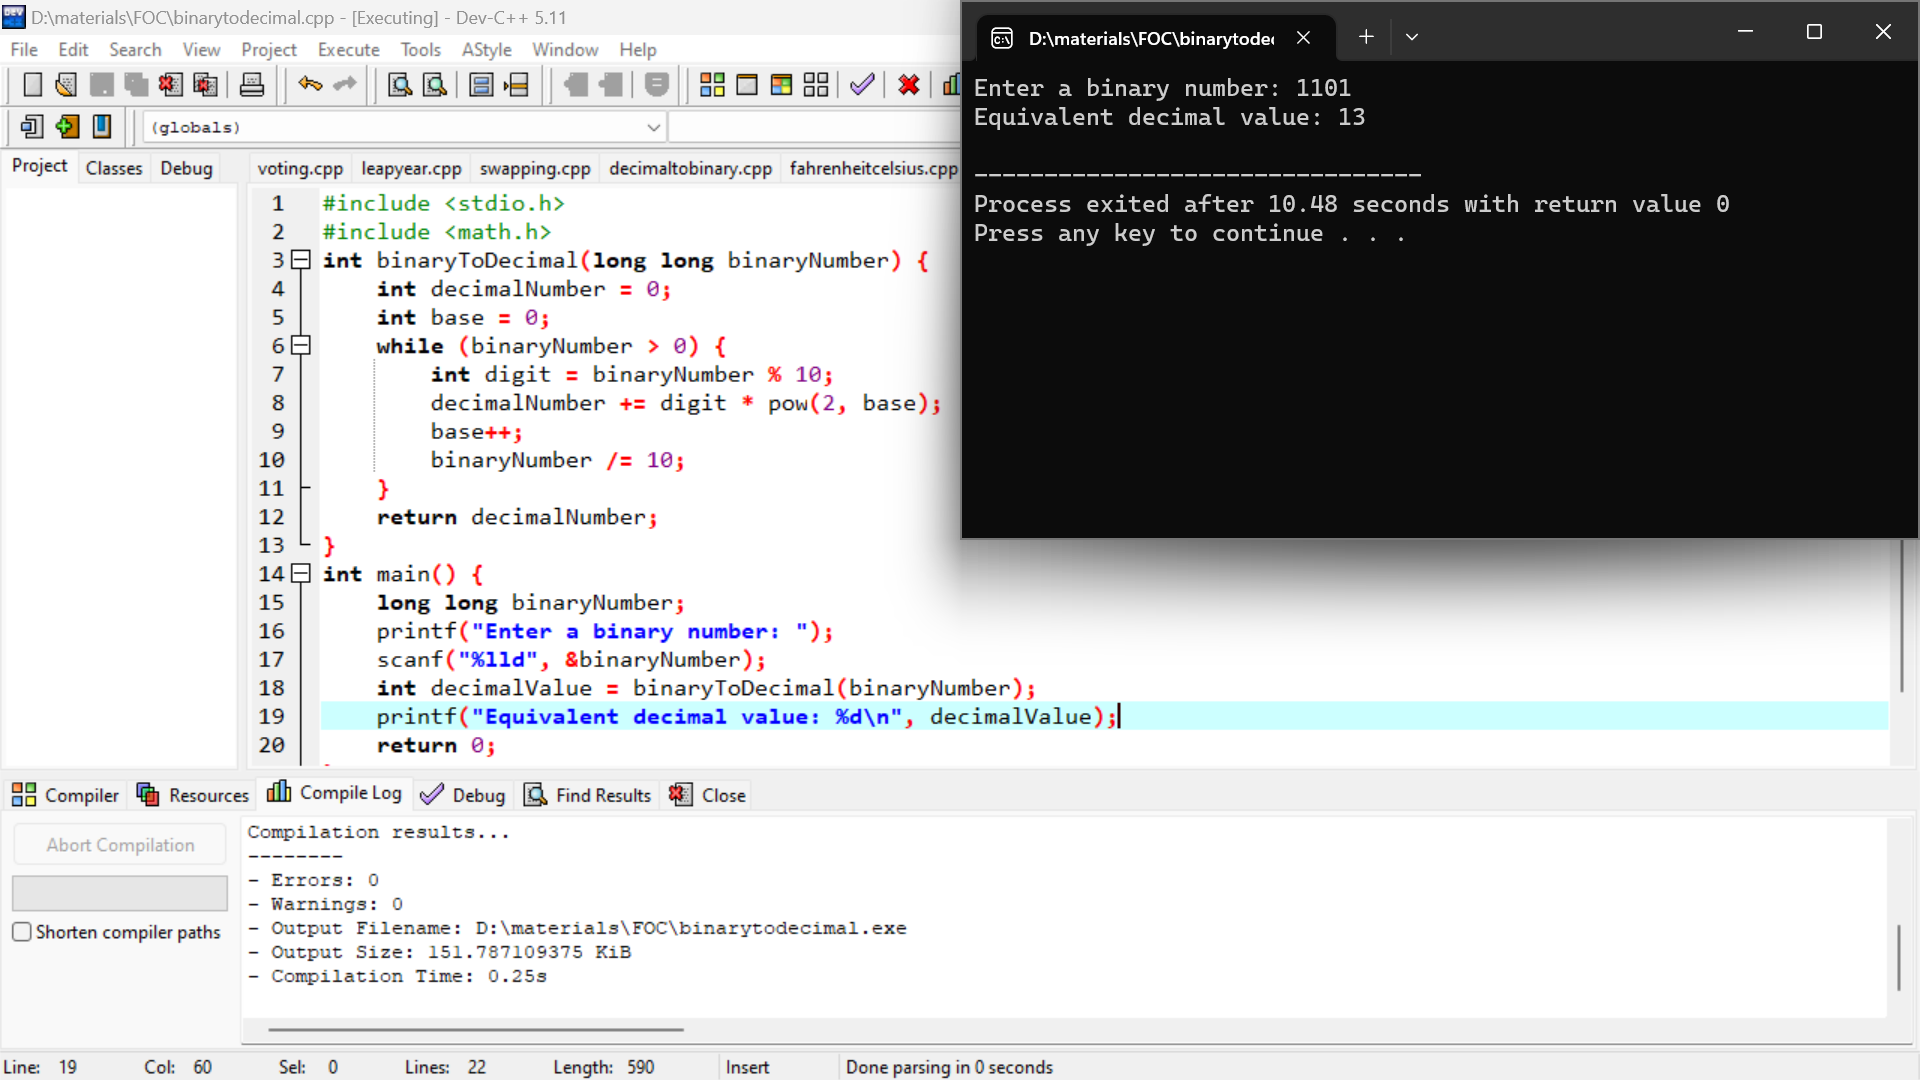 D:\materials\FOC\binarytodecimal.cpp - [Executing] - Dev-C++ 5.11
File Edit Search View Project Execute Tools AStyle Window Help
(globals)
Project Classes Debug
voting.cpp leapyear.cpp swapping.cpp decimaltobinary.cpp fahrenheitcelsius.cpp
1 #include <stdio.h>
2 #include <math.h>
3 int binaryToDecimal(long long binaryNumber) {
4 int decimalNumber = 0;
5 int base = 0;
6 while (binaryNumber > 0) {
7 int digit = binaryNumber % 10;
8 decimalNumber += digit * pow(2, base);
9 base++;
10 binaryNumber /= 10;
11 }
12 return decimalNumber;
13 }
14 int main() {
15 long long binaryNumber;
16 printf("Enter a binary number: ");
17 scanf("%lld", &binaryNumber);
18 int decimalValue = binaryToDecimal(binaryNumber);
19 printf("Equivalent decimal value: %d\n", decimalValue);
20 return 0;
D:\materials\FOC\binarytodec
Enter a binary number: 1101
Equivalent decimal value: 13
--------------------------------
Process exited after 10.48 seconds with return value 0
Press any key to continue . . .
Compiler Resources Compile Log Debug Find Results Close
Abort Compilation
Shorten compiler paths
Compilation results...
--------
- Errors: 0
- Warnings: 0
- Output Filename: D:\materials\FOC\binarytodecimal.exe
- Output Size: 151.787109375 KiB
- Compilation Time: 0.25s
Line: 19 Col: 60 Sel: 0 Lines: 22 Length: 590 Insert Done parsing in 0 seconds